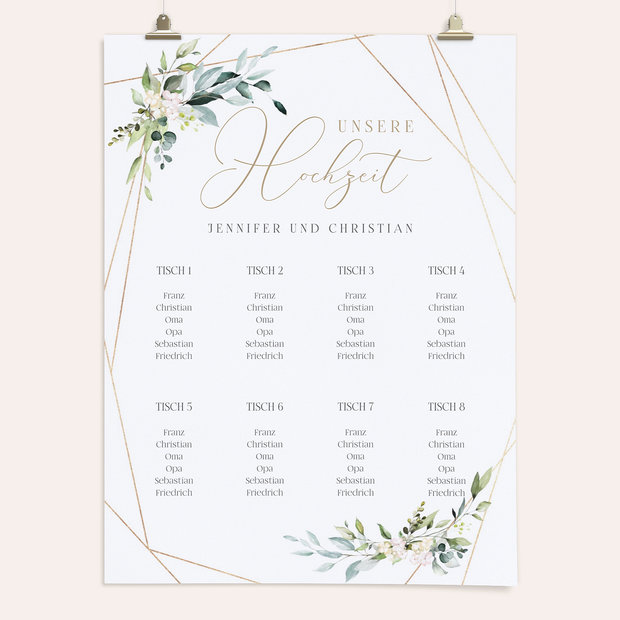 UNSERE
Hochzeit
JENNIFER UND CHRISTIAN
TISCH 1 TISCH 2 TISCH 3 TISCH 4
Franz Franz Franz Franz
Christian Christian Christian Christian
Oma Oma Oma Oma
Opa Opa Opa Opa
Sebastian Sebastian Sebastian Sebastian
Friedrich Friedrich Friedrich Friedrich
TISCH 5 TISCH 6 TISCH 7 TISCH 8
Franz Franz Franz Franz
Christian Christian Christian Christian
Oma Oma Oma Oma
Opa Opa Opa Opa
Sebastian Sebastian Sebastian Sebastian
Friedrich Friedrich Friedrich Friedrich